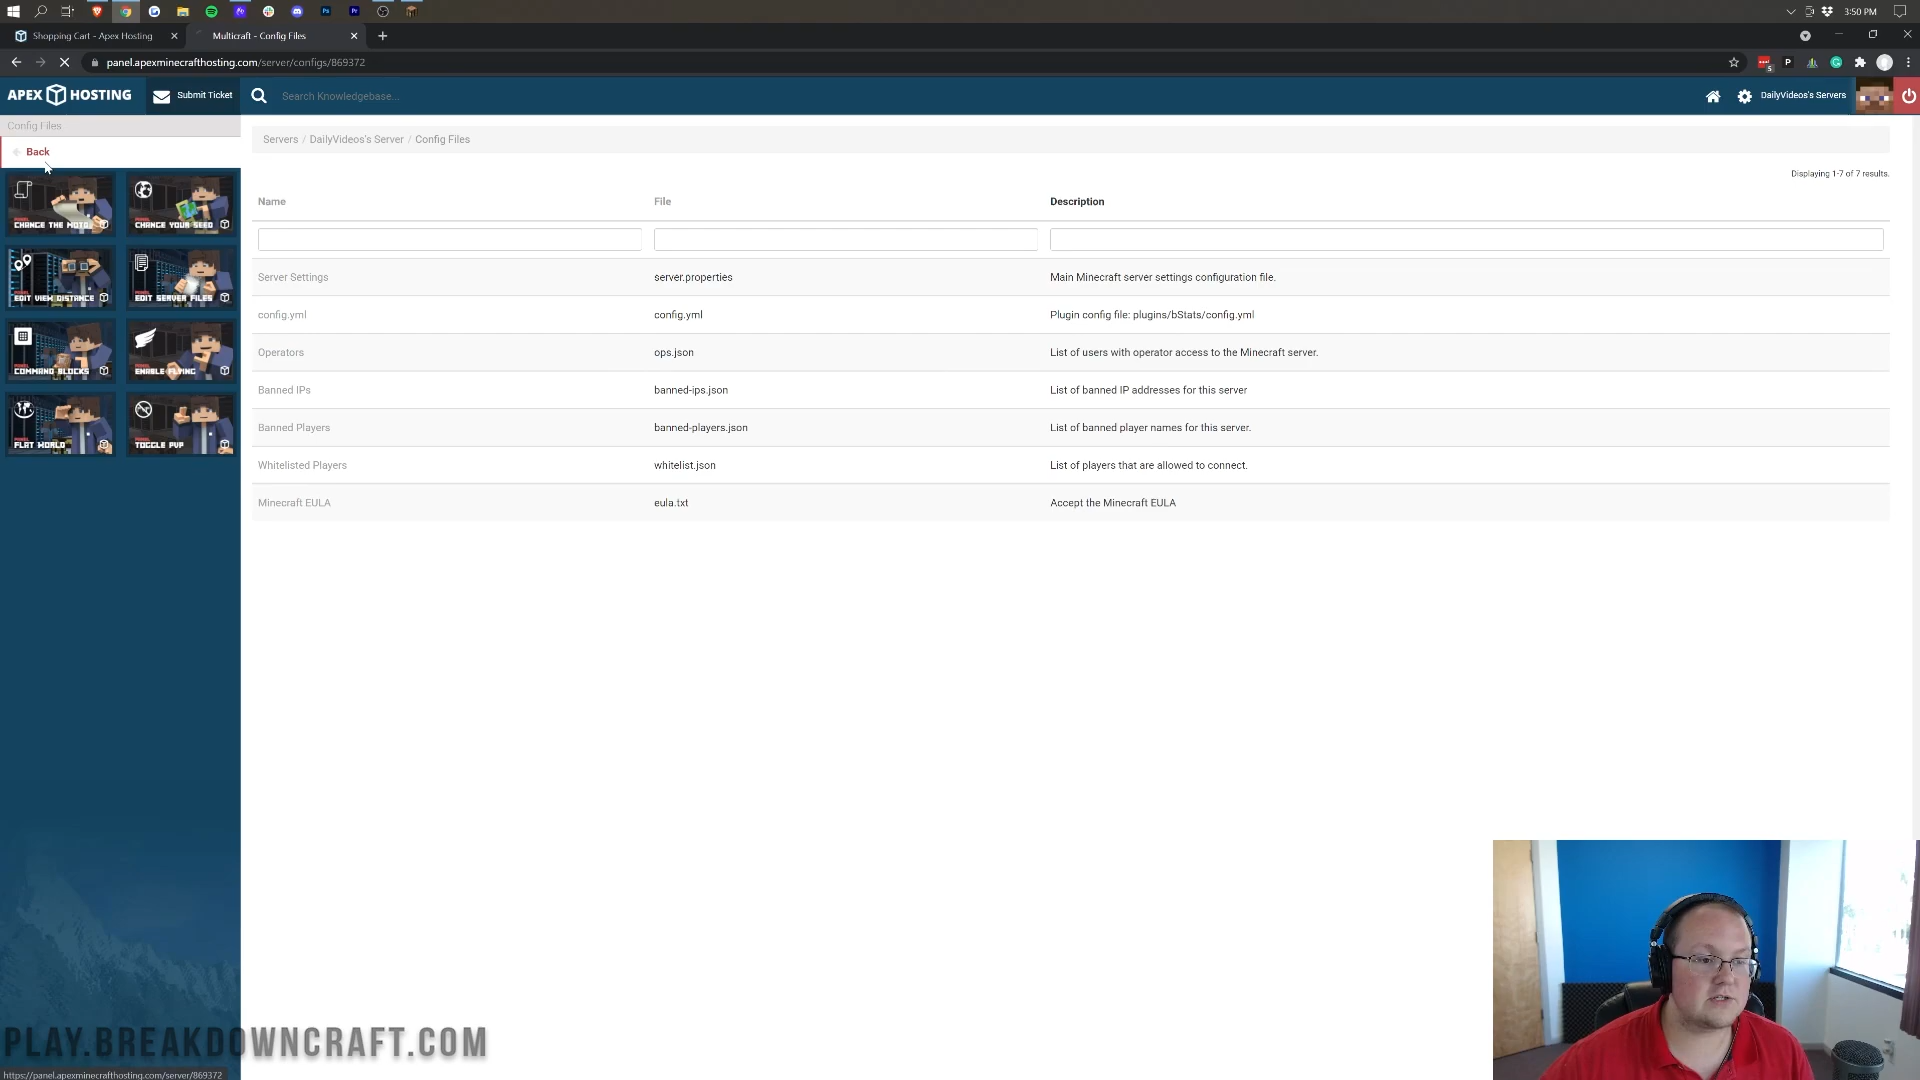 3:50 PM
Shopping Cart - Apex Hosting
Multicraft - Config Files
panel.apexminecrafthosting.com/server/configs/869372
5
P
APEX HOSTING
Submit Ticket
Search Knowledgebase...
DailyVideos's Servers
Config Files
Back
Servers / DailyVideos's Server / Config Files
Displaying 1-7 of 7 results.
CHANGE THE MOTD
CHANGE YOUR SEED
EDIT VIEW DISTANCE
EDIT SERVER FILES
COMMAND BLOCKS
ENABLE FLYING
FLAT WORLD
TOGGLE PVP
Name File Description
Server Settings server.properties Main Minecraft server settings configuration file.
config.yml config.yml Plugin config file: plugins/bStats/config.yml
Operators ops.json List of users with operator access to the Minecraft server.
Banned IPs banned-ips.json List of banned IP addresses for this server
Banned Players banned-players.json List of banned player names for this server.
Whitelisted Players whitelist.json List of players that are allowed to connect.
Minecraft EULA eula.txt Accept the Minecraft EULA
PLAY.BREAKDOWNCRAFT.COM
https://panel.apexminecrafthosting.com/server/869372